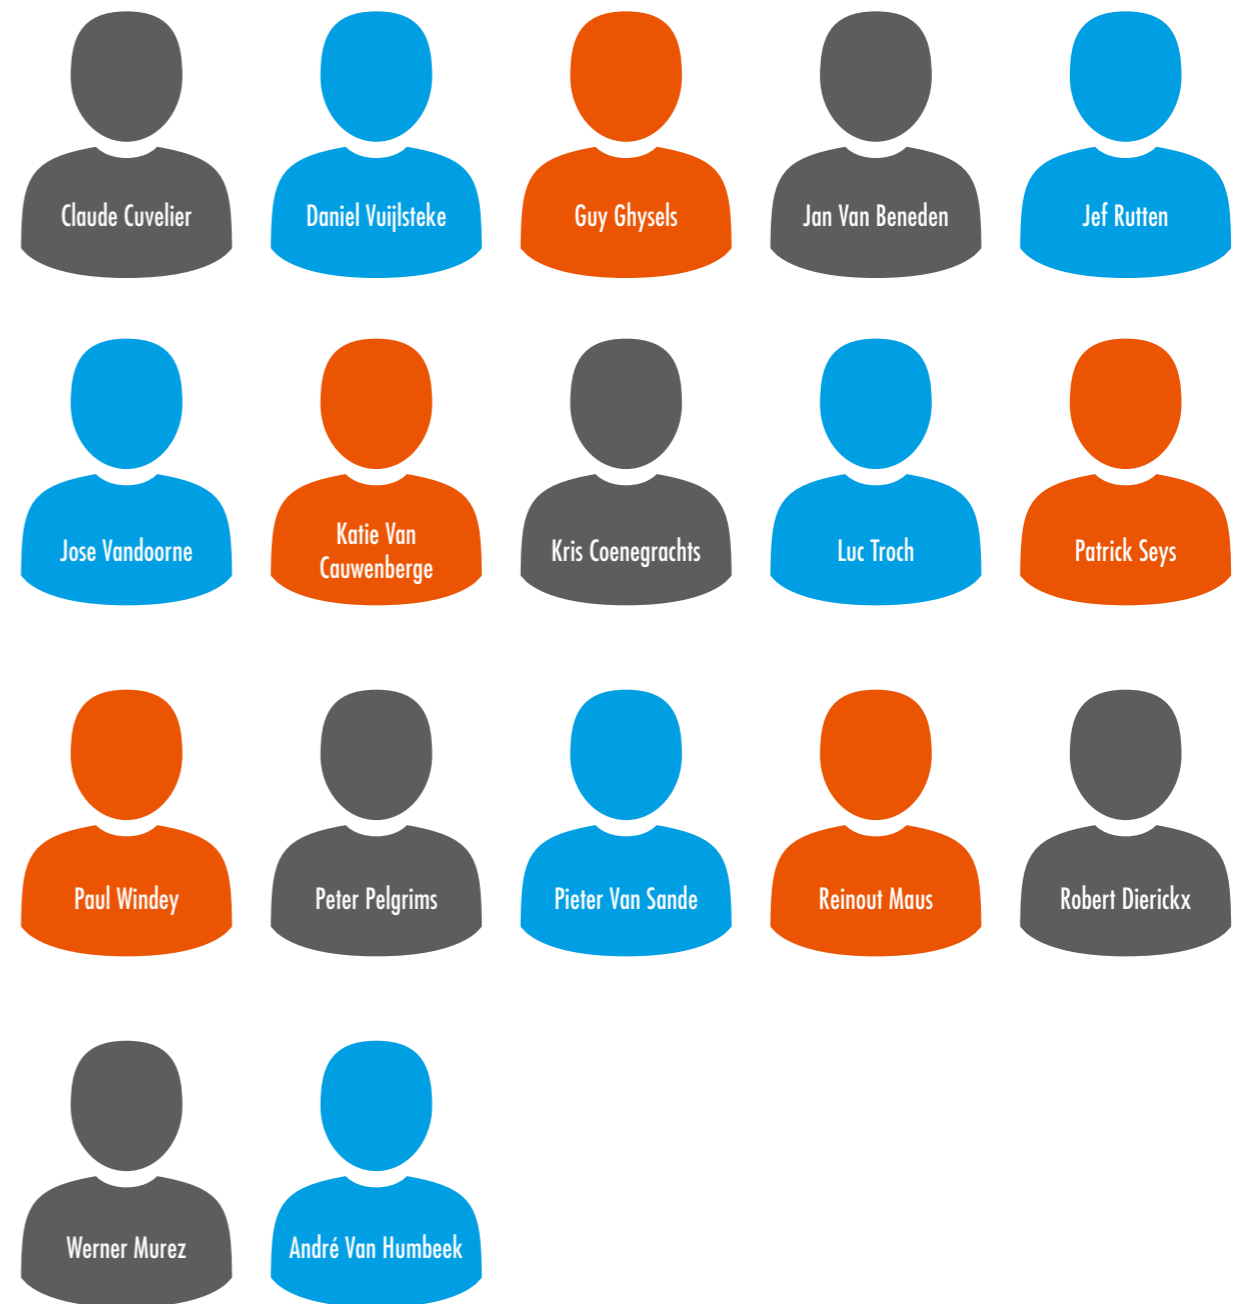 Claude Cuvelier
Daniel Vuijlsteke
Guy Ghysels
Jan Van Beneden
Jef Rutten
Jose Vandoorne
Katie Van
Cauwenberge
Kris Coenegrachts
Luc Troch
Patrick Seys
Paul Windey
Peter Pelgrims
Pieter Van Sande
Reinout Maus
Robert Dierickx
Werner Murez
André Van Humbeek